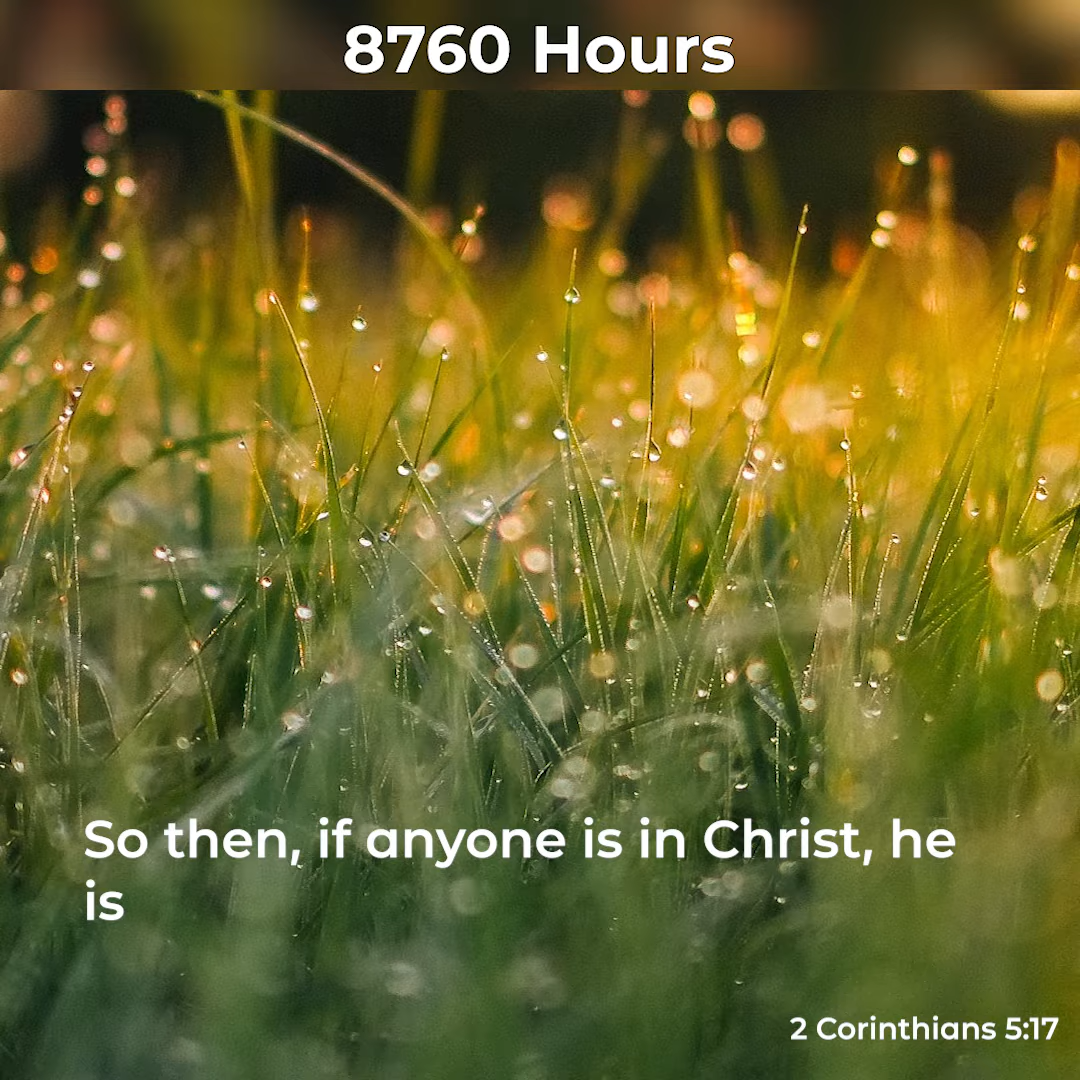 8760 Hours
So then, if anyone is in Christ, he
is
2 Corinthians 5:17